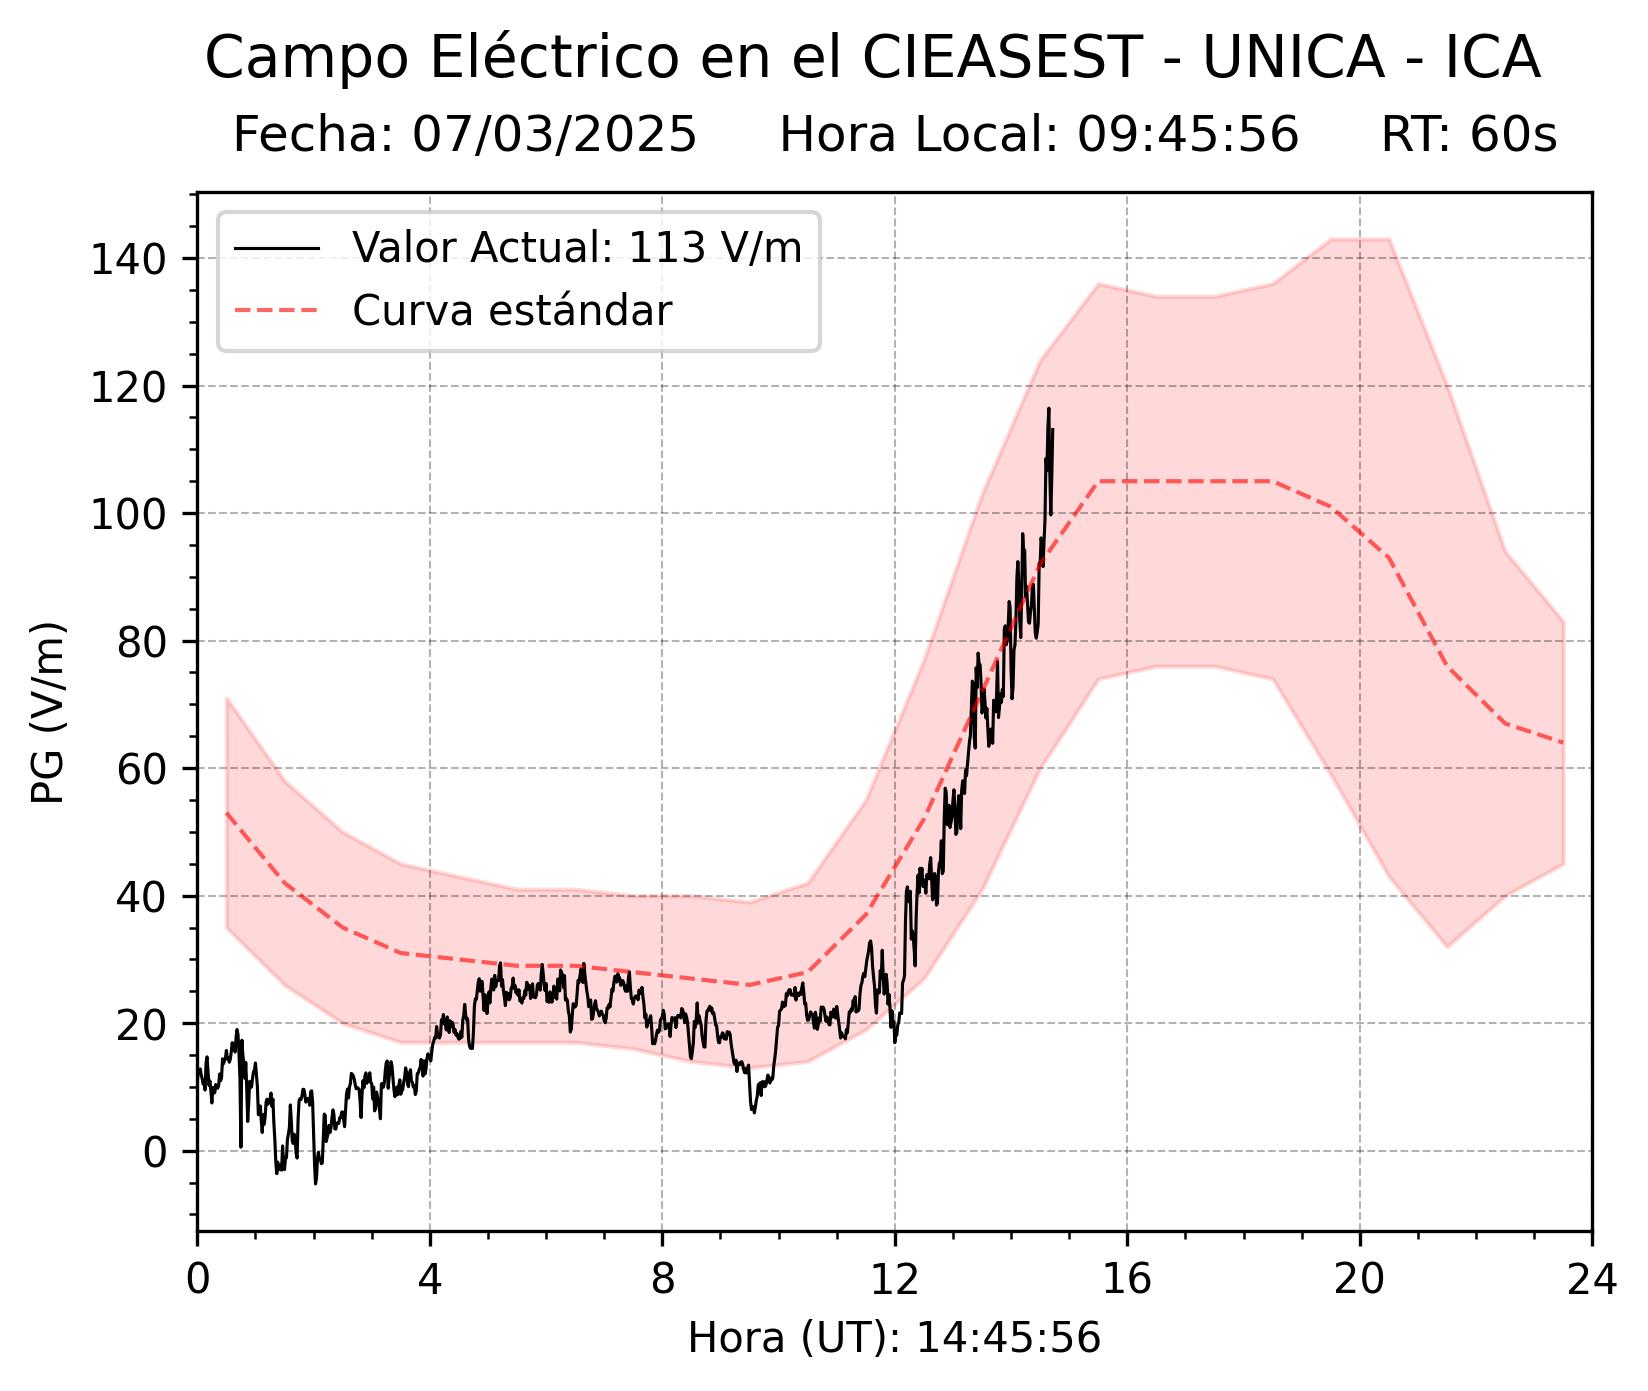 Campo Eléctrico en el CIEASEST - UNICA - ICA
Fecha: 07/03/2025 Hora Local: 09:45:56 RT: 60s
Valor Actual: 113 V/m
Curva estándar
140
120
100
80
60
40
20
0
PG (V/m)
0 4 8 12 16 20 24
Hora (UT): 14:45:56